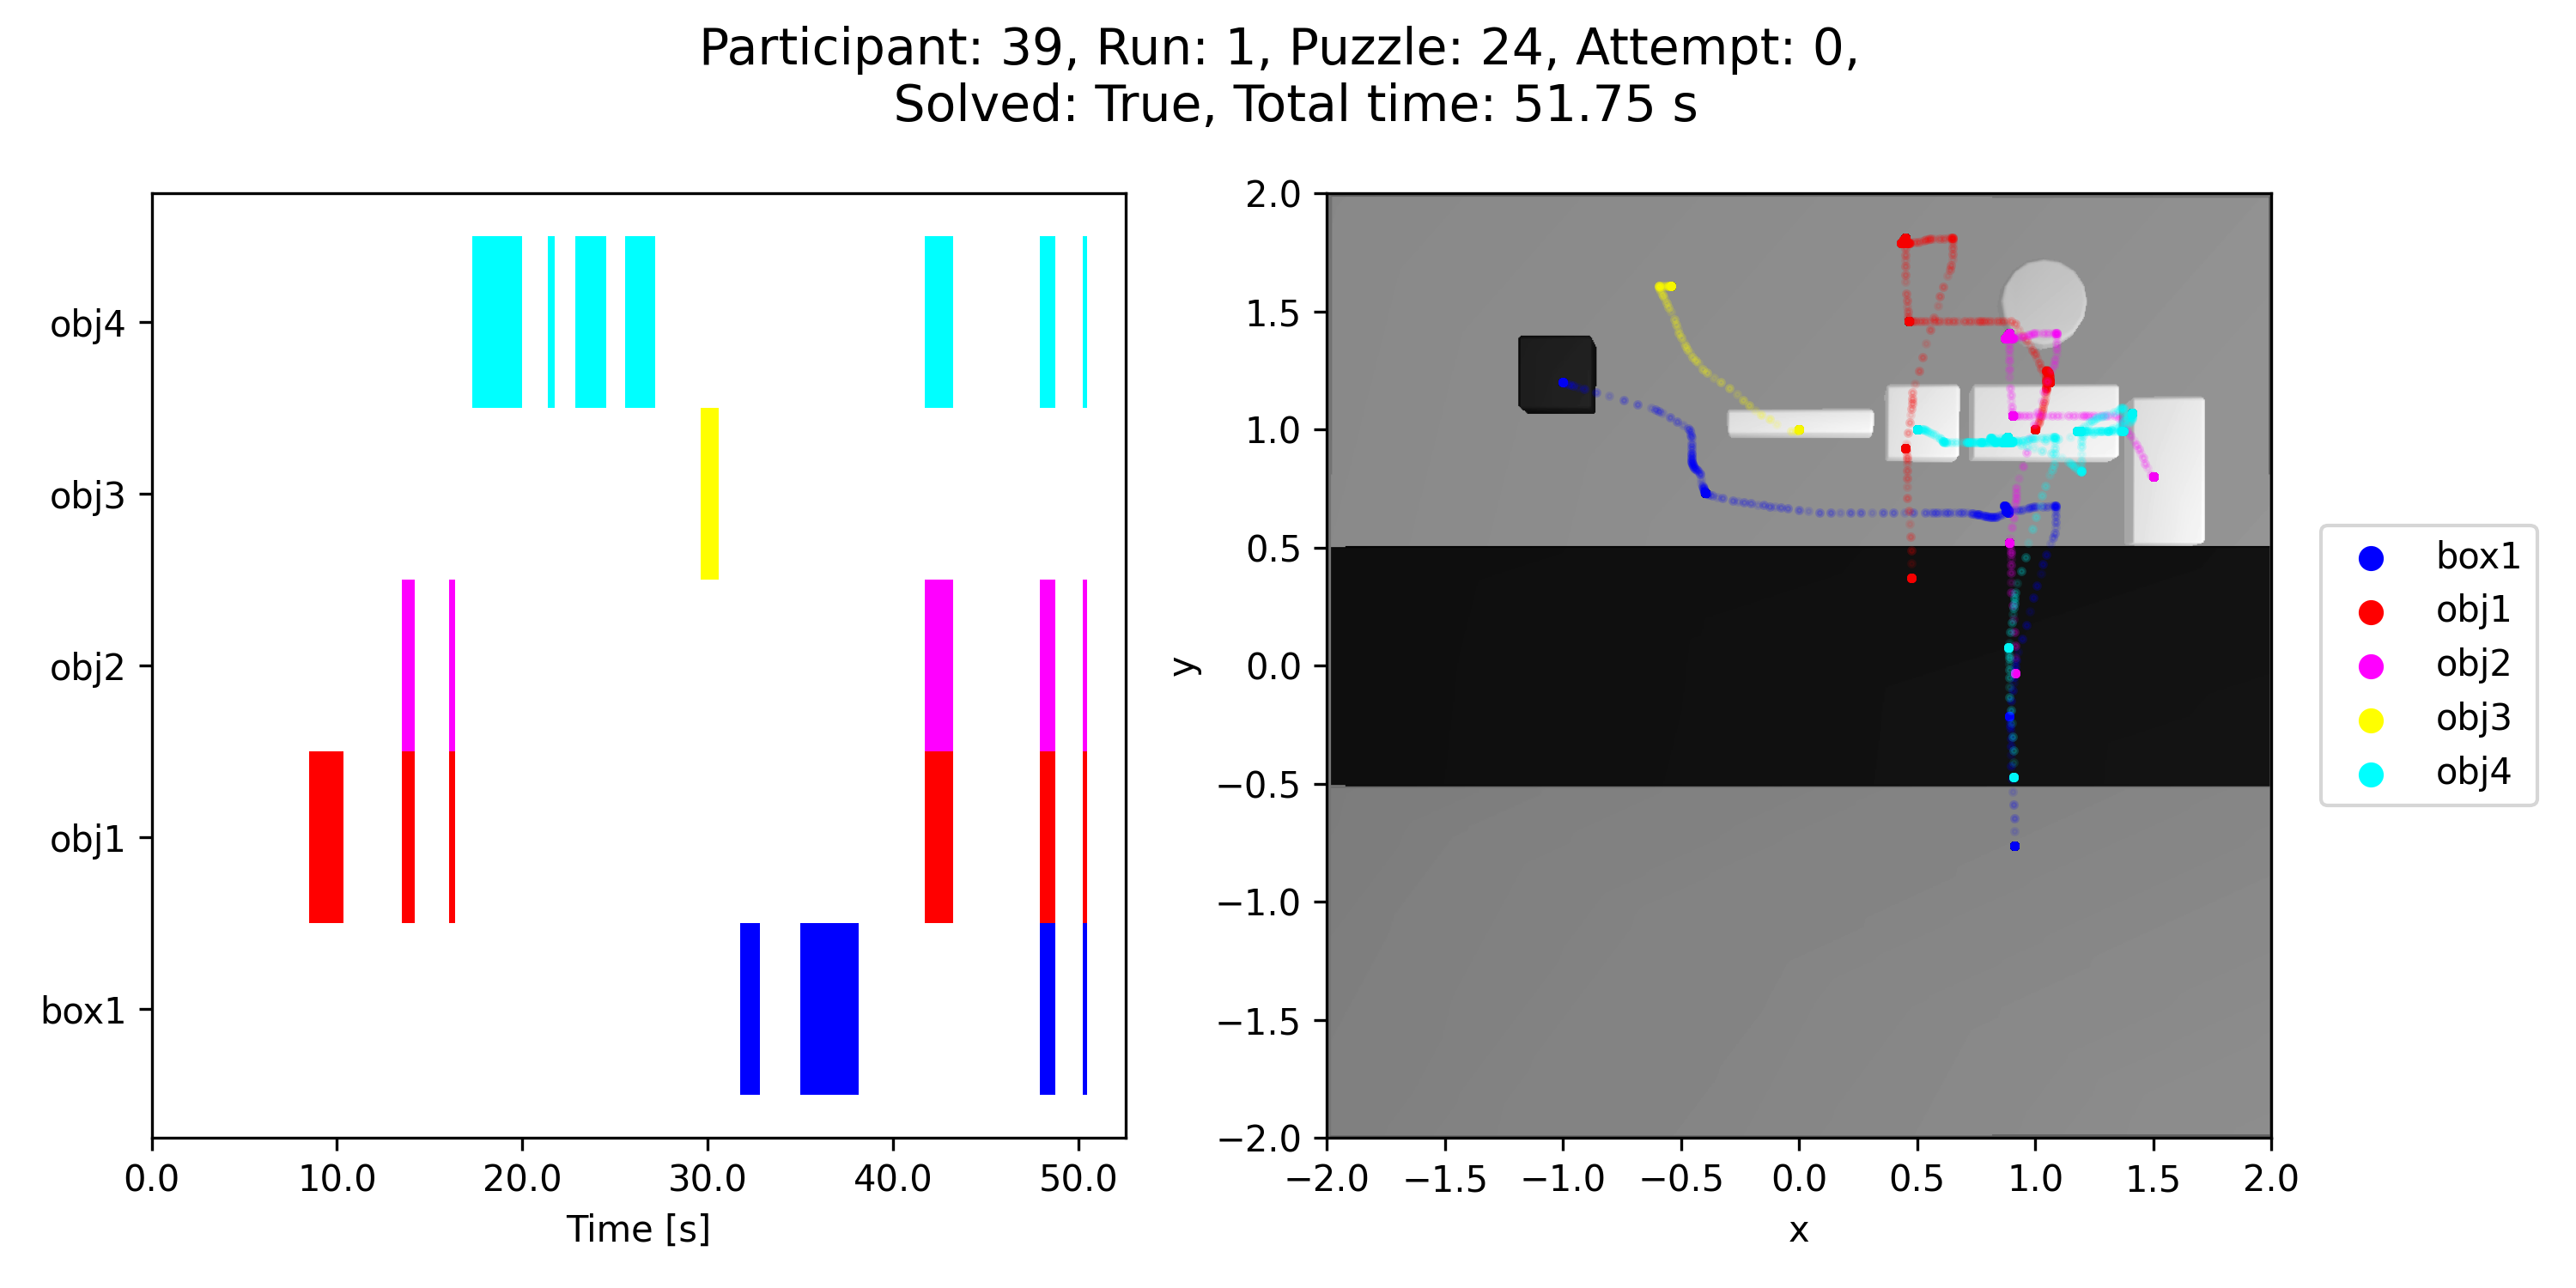 Participant: 39, Run: 1, Puzzle: 24, Attempt: 0,
Solved: True, Total time: 51.75 s
obj4
obj3
obj2
obj1
box1
0.0 10.0 20.0 30.0 40.0 50.0
Time [s]
2.0
1.5
1.0
0.5
0.0
−0.5
−1.0
−1.5
−2.0
y
−2.0 −1.5 −1.0 −0.5 0.0 0.5 1.0 1.5 2.0
x
box1
obj1
obj2
obj3
obj4